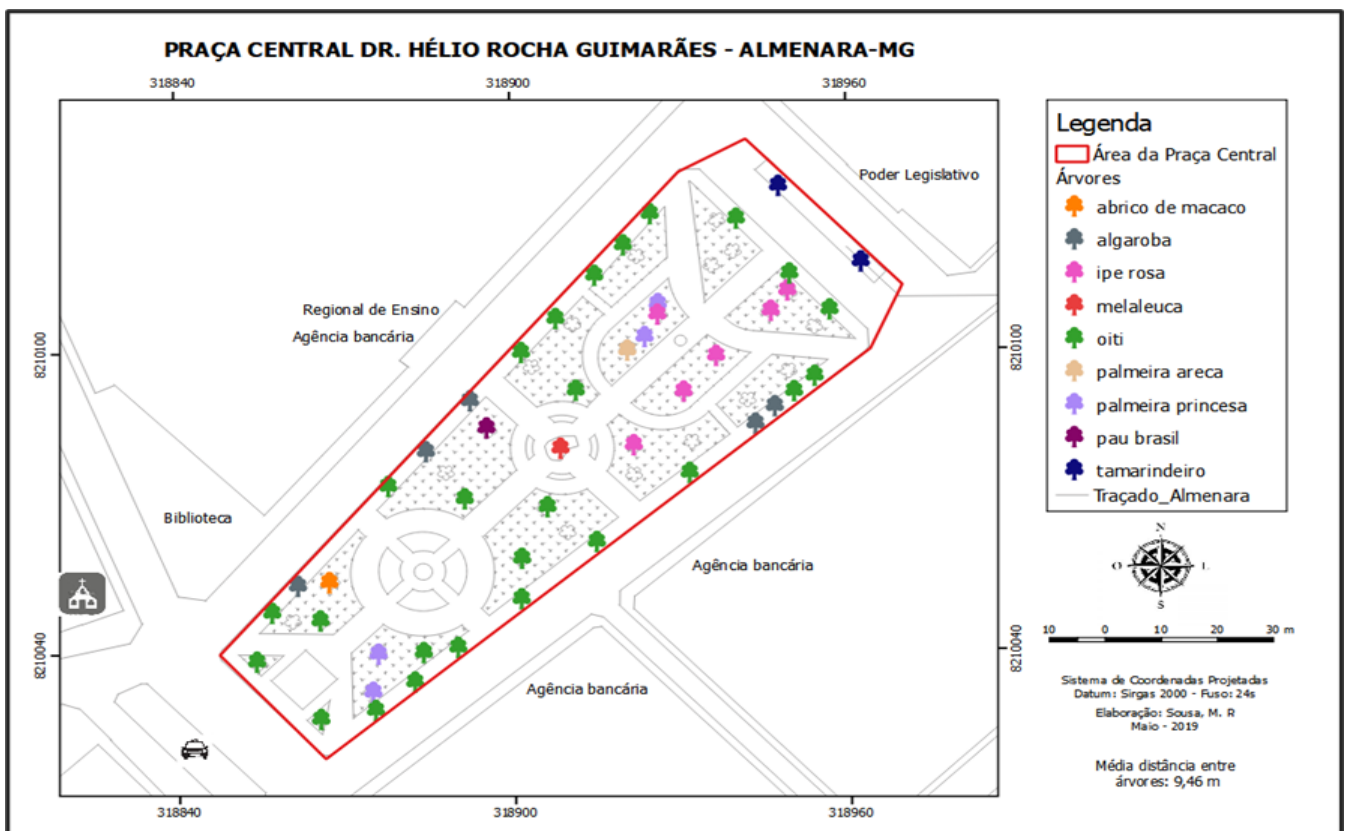 PRAÇA CENTRAL DR. HÉLIO ROCHA GUIMARÃES - ALMENARA-MG
318840
318900
318960
Poder Legislativo
Regional de Ensino
Agência bancária
8210100
8210100
Biblioteca
Agência bancária
8210040
8210040
Agência bancária
318840
318900
318960
Legenda
Área da Praça Central
Árvores
abrico de macaco
algaroba
ipe rosa
melaleuca
oiti
palmeira areca
palmeira princesa
pau brasil
tamarindeiro
Traçado_Almenara
N
O
L
S
10 0 10 20 30 m
Sistema de Coordenadas Projetadas
Datum: Sirgas 2000 - Fuso: 24s
Elaboração: Sousa, M. R
Maio - 2019
Média distância entre
árvores: 9,46 m